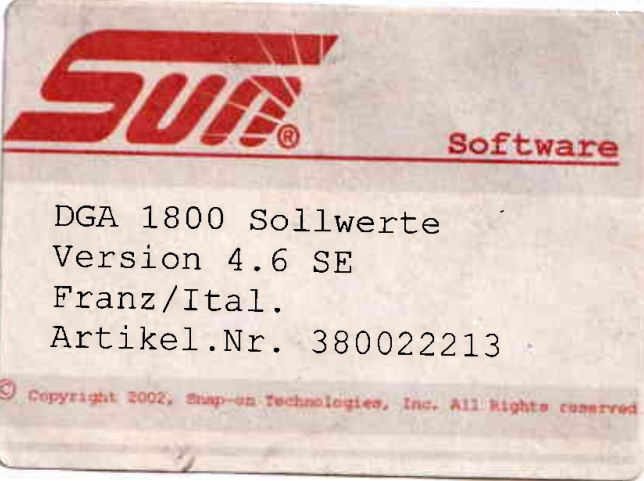 Sun®
Software
DGA 1800 Sollwerte
Version 4.6 SE
Franz/Ital.
Artikel.Nr. 380022213
© Copyright 2002, Snap-on Technologies, Inc. All Rights reserved